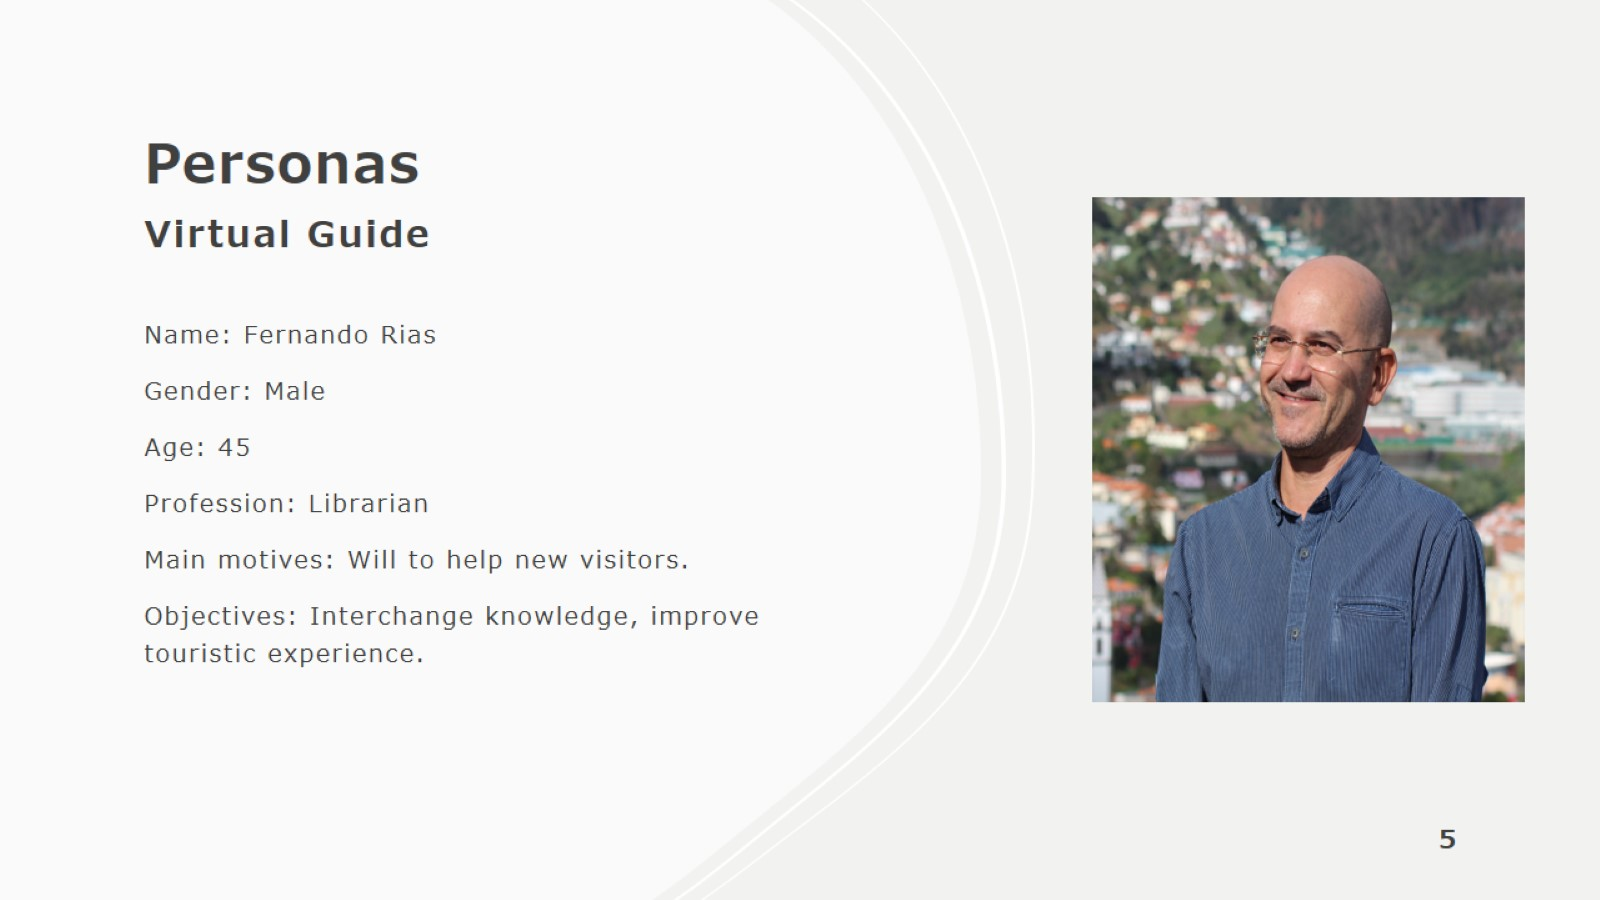 Personas
Virtual Guide
Name: Fernando Rias
Gender: Male
Age: 45
Profession: Librarian
Main motives: Will to help new visitors.
Objectives: Interchange knowledge, improve
touristic experience.
5